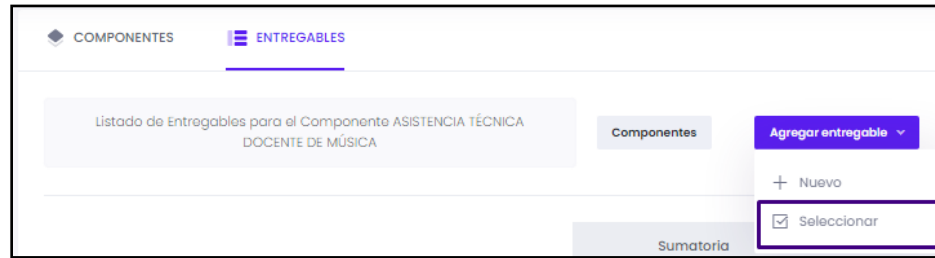 COMPONENTES
ENTREGABLES
Listado de Entregables para el Componente ASISTENCIA TÉCNICA
DOCENTE DE MÚSICA
Componentes
Agregar entregable
Nuevo
Seleccionar
Sumatoria